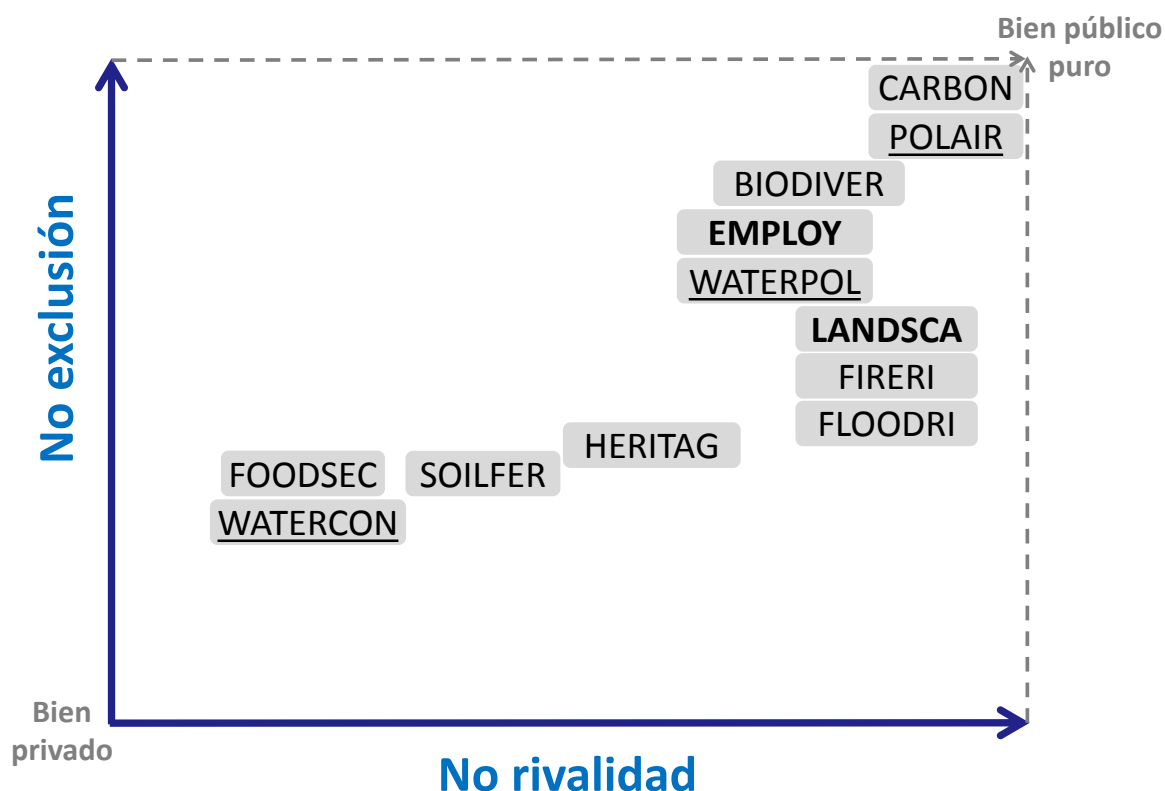 Bien público
puro
CARBON
POLAIR
BIODIVER
EMPLOY
WATERPOL
LANDSCA
FIRERI
FLOODRI
HERITAG
FOODSEC
SOILFER
WATERCON
No exclusión
Bien
privado
No rivalidad